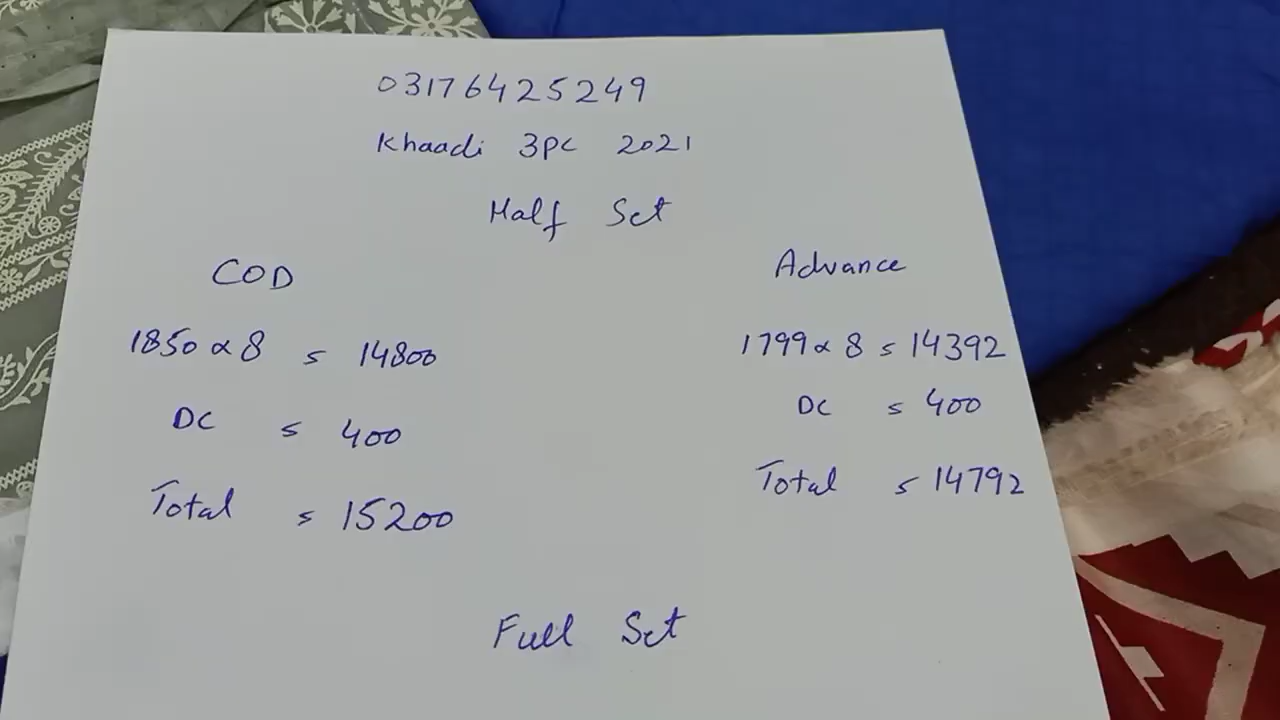 03176425249
Khaadi 3pc 2021
Half Set
COD
1850 x 8 = 14800
DC = 400
Total = 15200
Advance
1799 x 8 = 14392
DC = 400
Total = 14792
Full Set